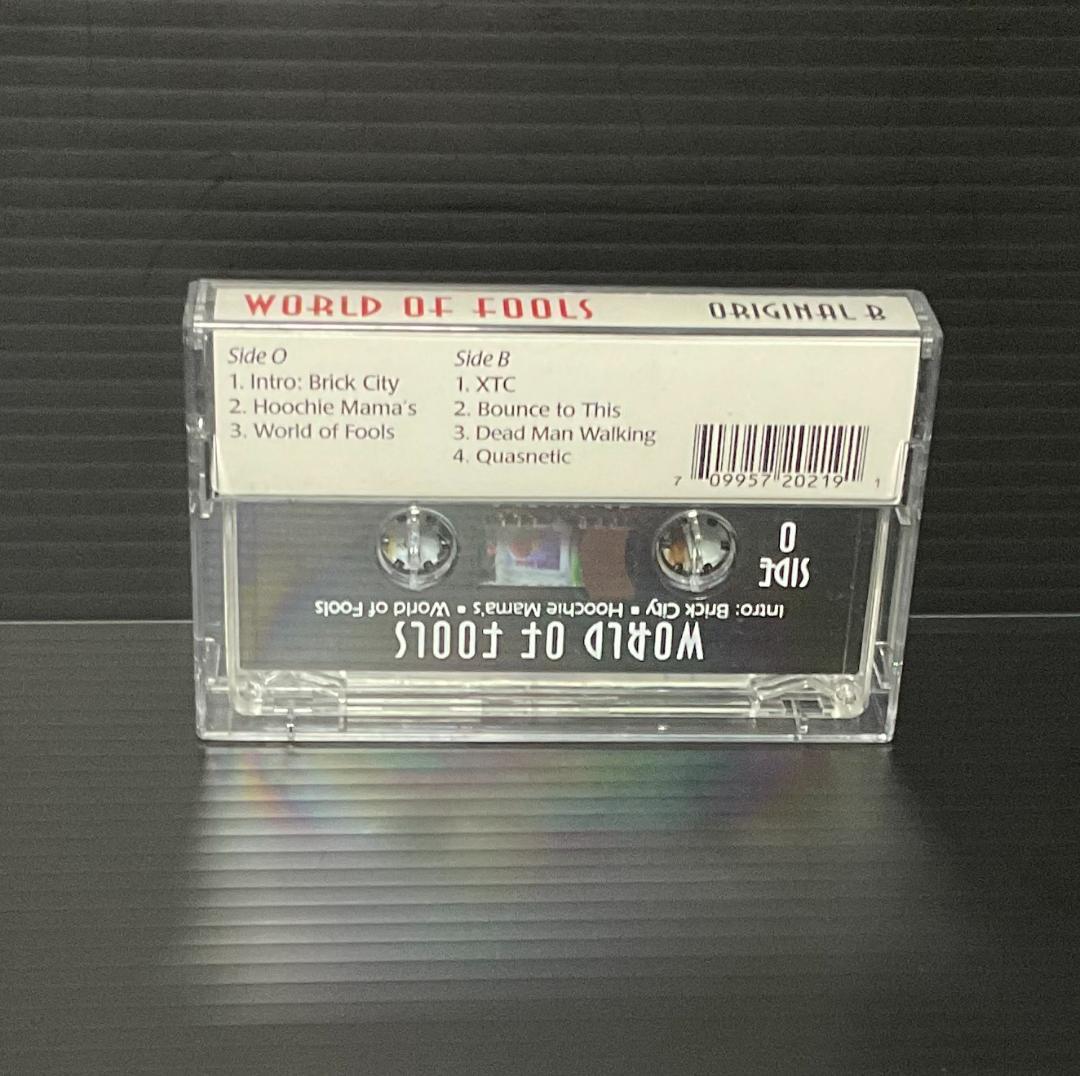 WORLD OF FOOLS ORIGINAL R
Side O
1. Intro: Brick City
2. Hoochie Mama's
3. World of Fools
Side B
1. XTC
2. Bounce to This
3. Dead Man Walking
4. Quasnetic
7 09957 20219 1
SIDE
O
Intro: Brick City ▪ Hoochie Mama's ▪ World of Fools
WORLD OF FOOLS